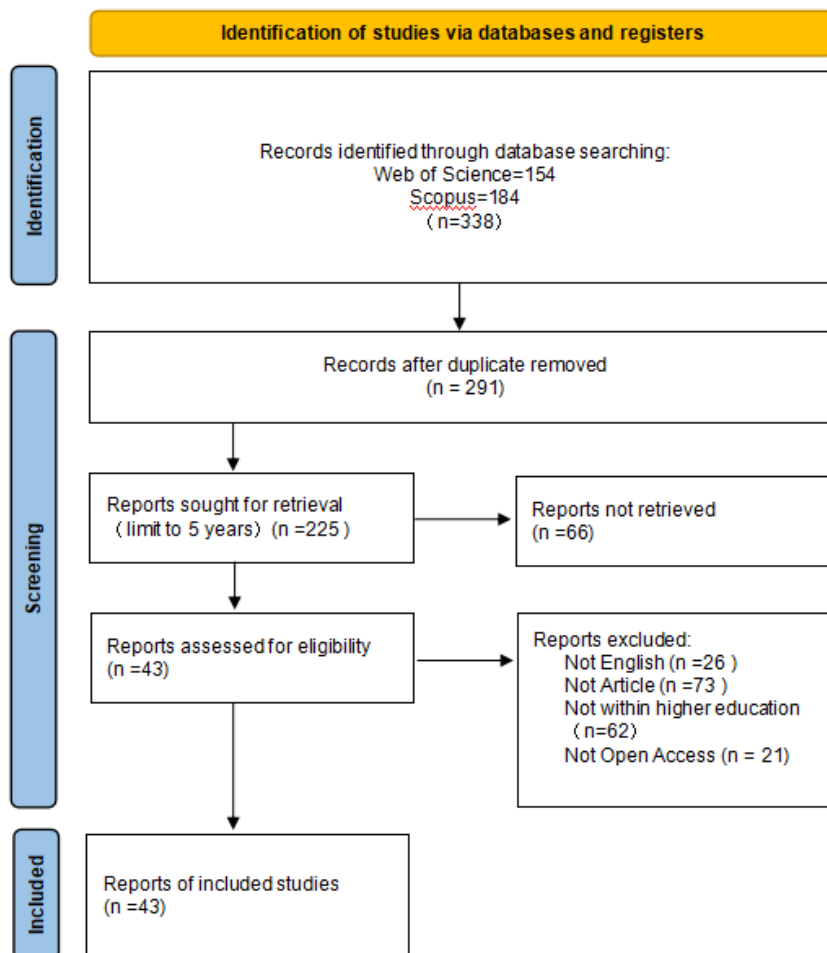 Identification of studies via databases and registers
Identification
Records identified through database searching:
Web of Science=154
Scopus=184
（n=338）
Screening
Records after duplicate removed
(n = 291)
Reports sought for retrieval
（limit to 5 years）(n =225 )
Reports not retrieved
(n =66)
Reports assessed for eligibility
(n =43)
Reports excluded:
Not English (n =26 )
Not Article (n =73 )
Not within higher education
（n=62）
Not Open Access (n = 21)
Included
Reports of included studies
(n =43)